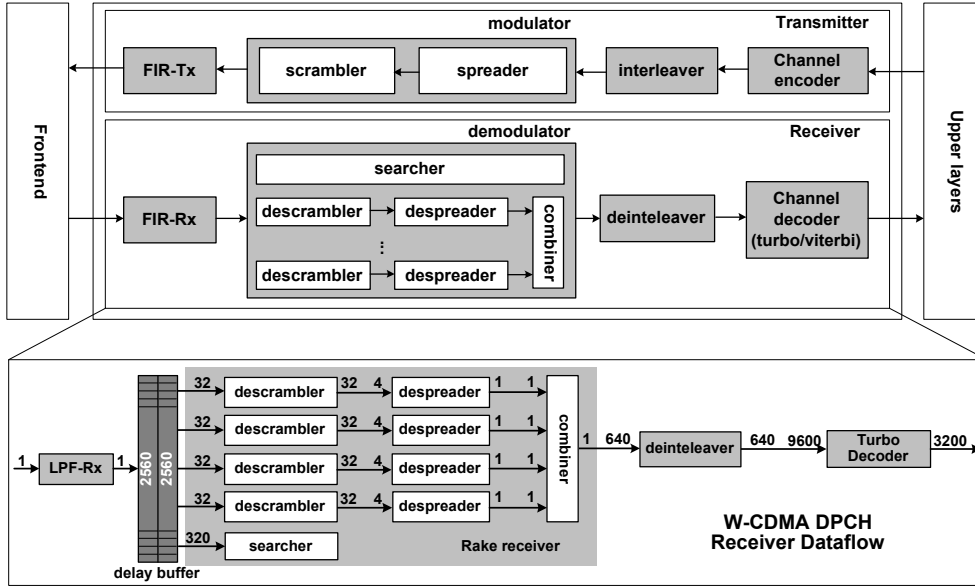 modulator
Transmitter
Frontend
FIR-Tx
scrambler
spreader
interleaver
Channel
encoder
Upper layers
demodulator
Receiver
searcher
FIR-Rx
descrambler
despreader
combiner
deinteleaver
Channel
decoder
(turbo/viterbi)
...
descrambler
despreader
1
LPF-Rx
1
2560
2560
delay buffer
32
descrambler
32
4
despreader
1
1
32
descrambler
32
4
despreader
1
1
32
descrambler
32
4
despreader
1
1
32
descrambler
32
4
despreader
1
1
320
searcher
Rake receiver
combiner
1
640
deinteleaver
640
9600
Turbo
Decoder
3200
W-CDMA DPCH
Receiver Dataflow